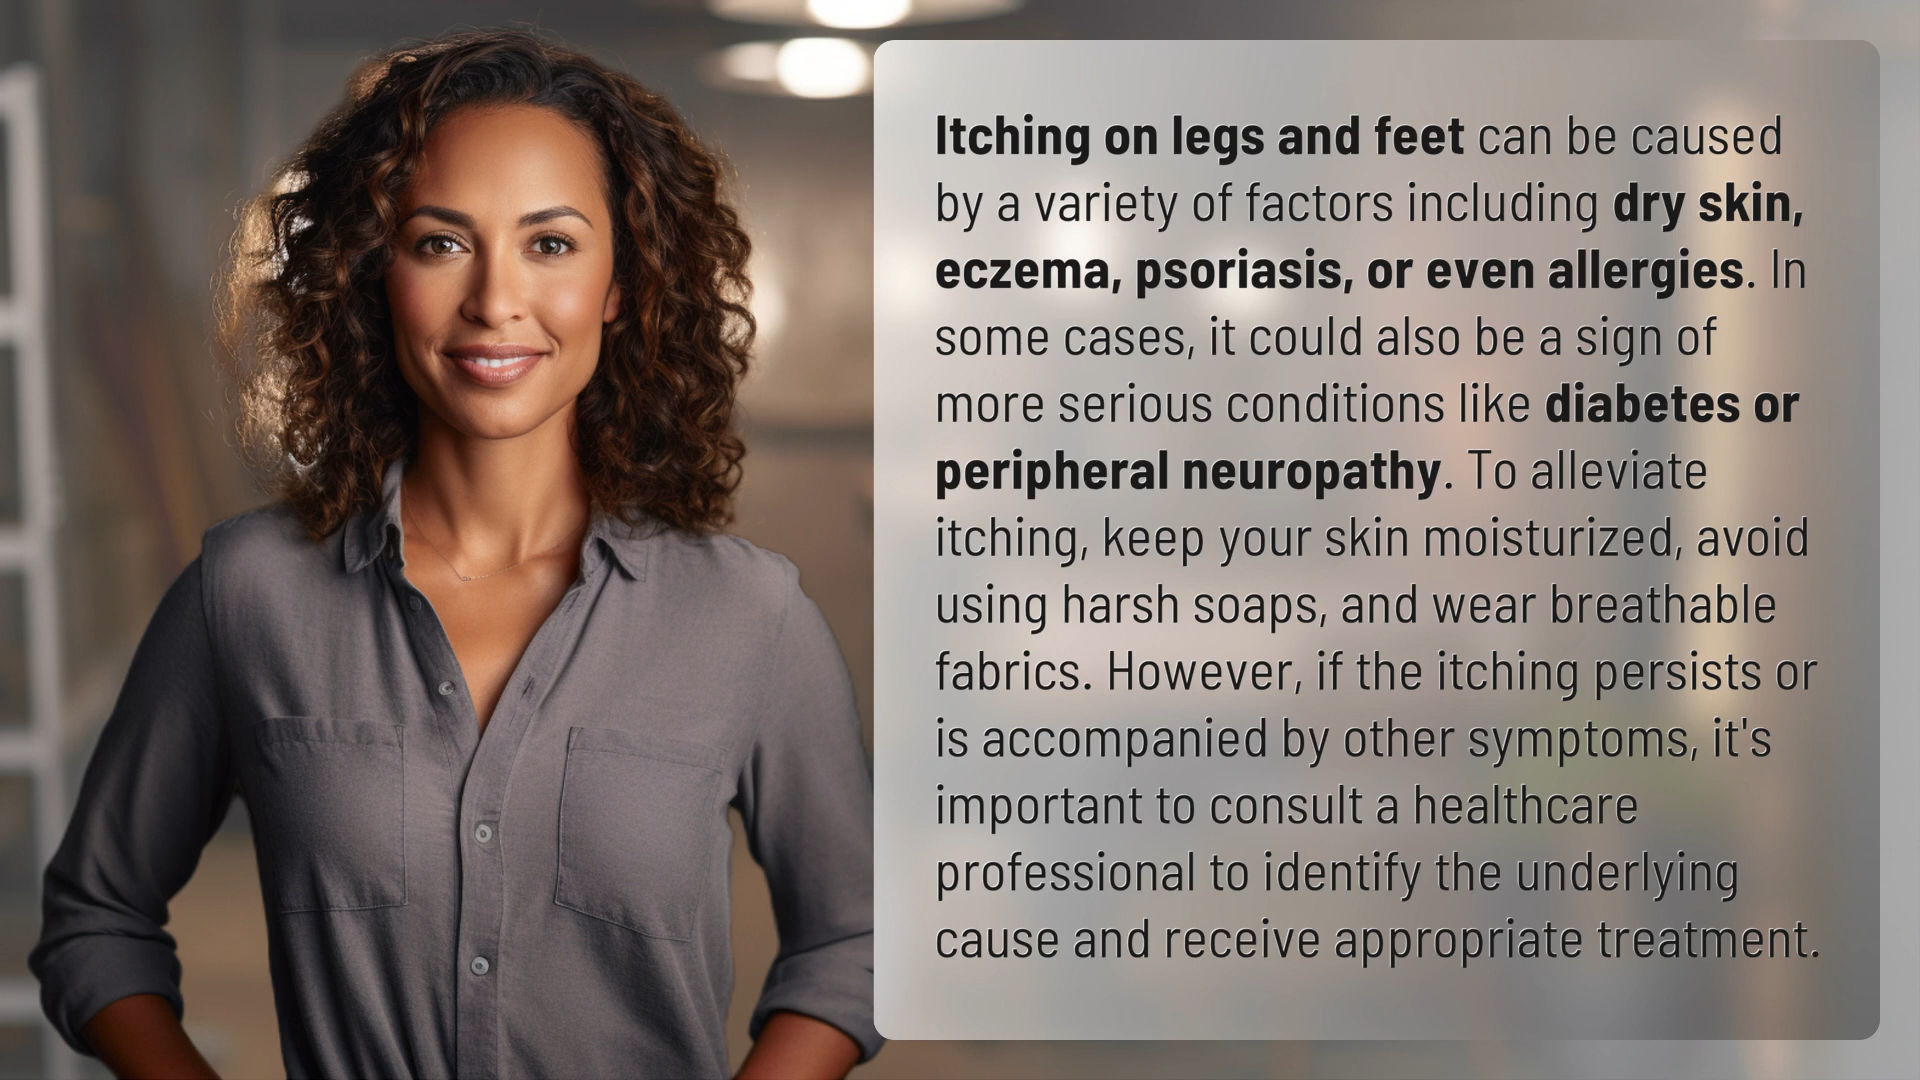 Itching on legs and feet can be caused
by a variety of factors including dry skin,
eczema, psoriasis, or even allergies. In
some cases, it could also be a sign of
more serious conditions like diabetes or
peripheral neuropathy. To alleviate
itching, keep your skin moisturized, avoid
using harsh soaps, and wear breathable
fabrics. However, if the itching persists or
is accompanied by other symptoms, it's
important to consult a healthcare
professional to identify the underlying
cause and receive appropriate treatment.